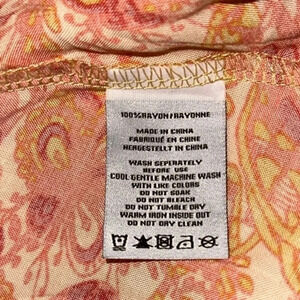 100%RAYON/RAYONNE
MADE IN CHINA
FABRIQUÉ EN CHINE
HERGESTELLT IN CHINA
WASH SEPERATELY
BEFORE USE
COOL GENTLE MACHINE WASH
WITH LIKE COLORS
DO NOT SOAK
DO NOT BLEACH
DO NOT TUMBLE DRY
WARM IRON INSIDE OUT
DO NOT DRY CLEAN